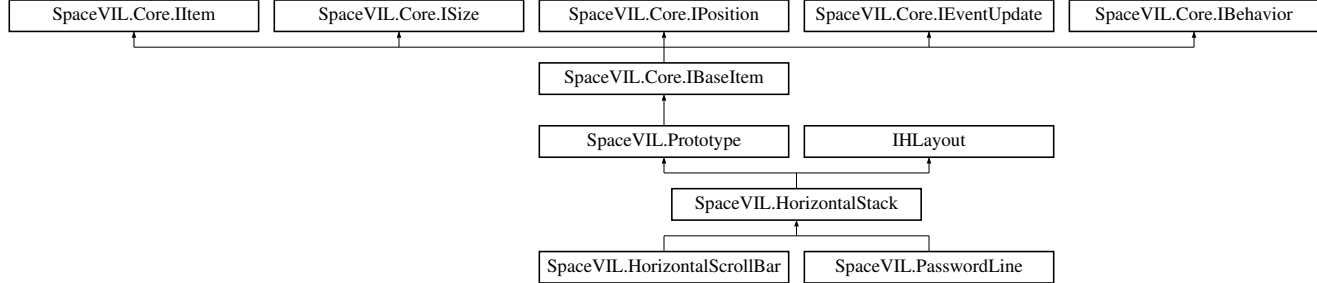 SpaceVIL.Core.IItem
SpaceVIL.Core.ISize
SpaceVIL.Core.IPosition
SpaceVIL.Core.IEventUpdate
SpaceVIL.Core.IBehavior
SpaceVIL.Core.IBaseItem
SpaceVIL.Prototype
IHLayout
SpaceVIL.HorizontalStack
SpaceVIL.HorizontalScrollBar
SpaceVIL.PasswordLine